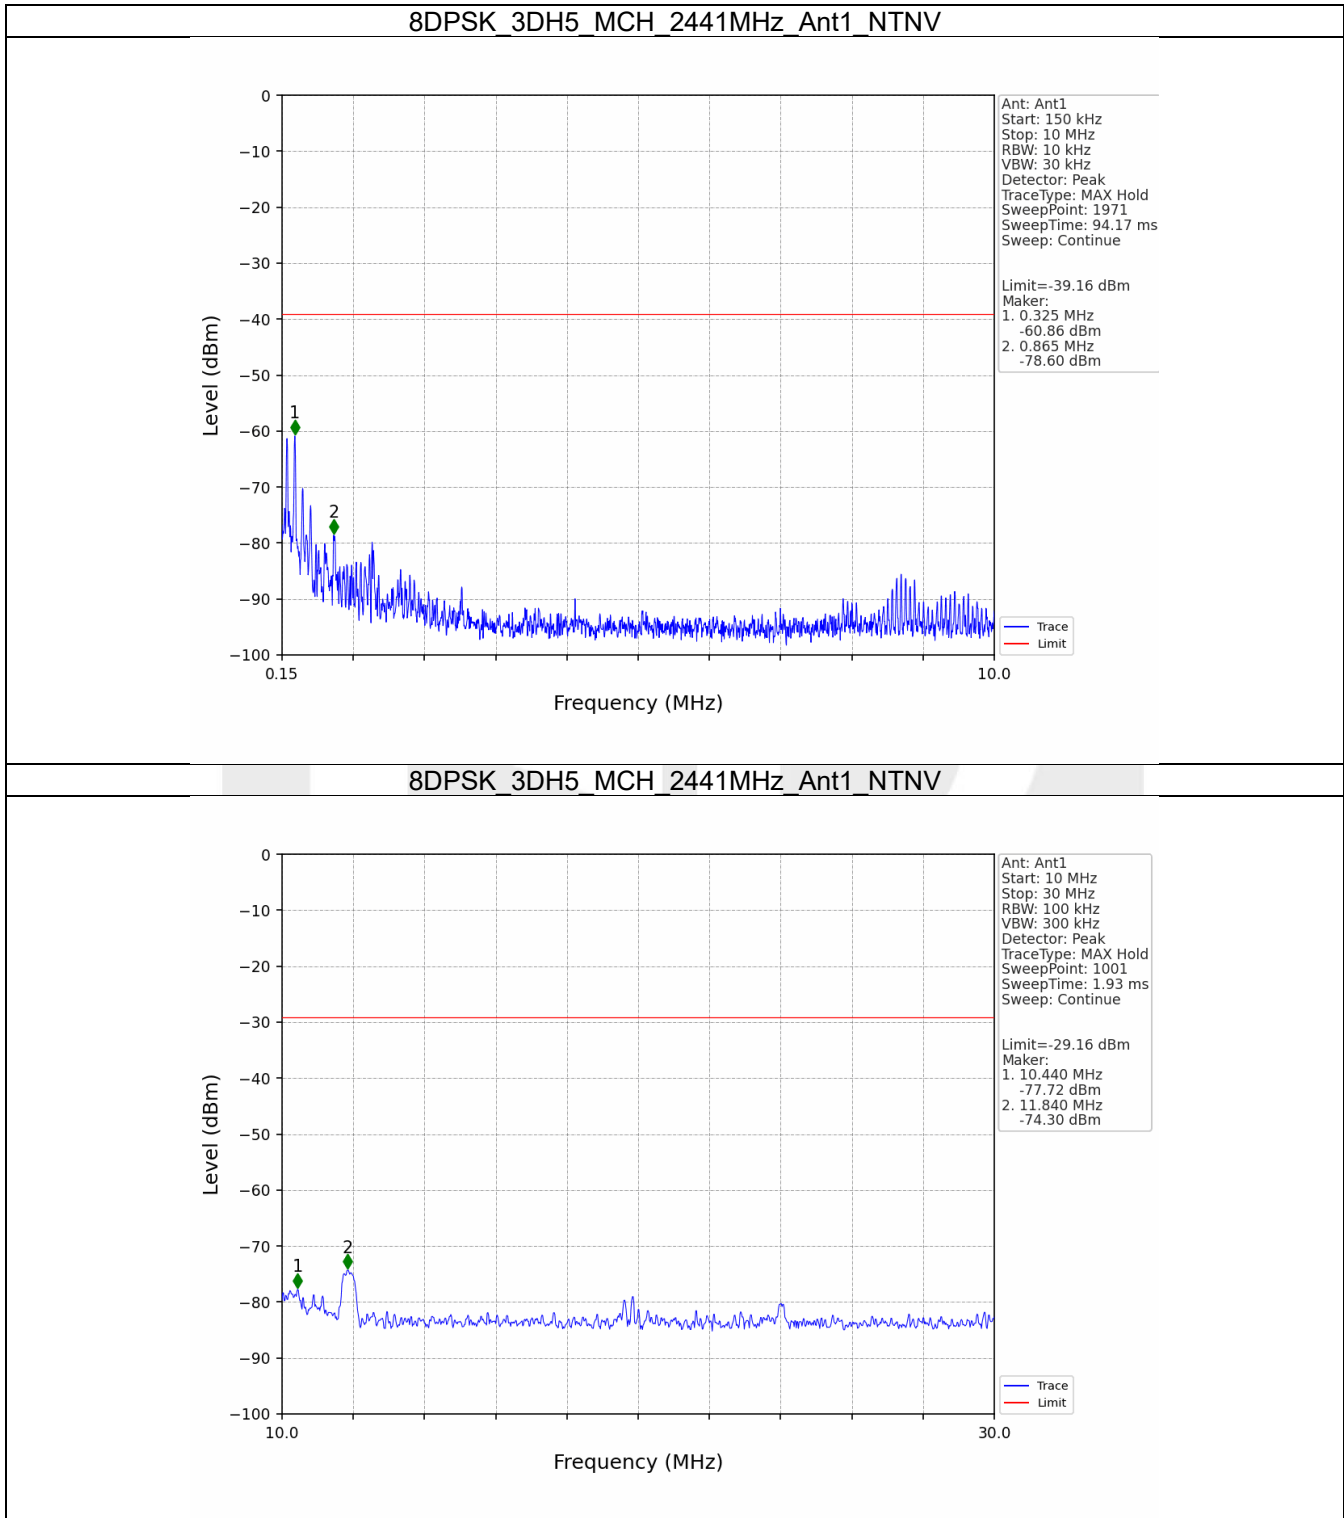 8DPSK_3DH5_MCH_2441MHz_Ant1_NTNV
0
−10
−20
−30
−40
−50
−60
−70
−80
−90
−100
Level (dBm)
1
2
0.15
10.0
Frequency (MHz)
Ant: Ant1
Start: 150 kHz
Stop: 10 MHz
RBW: 10 kHz
VBW: 30 kHz
Detector: Peak
TraceType: MAX Hold
SweepPoint: 1971
SweepTime: 94.17 ms
Sweep: Continue
Limit=-39.16 dBm
Maker:
1. 0.325 MHz
-60.86 dBm
2. 0.865 MHz
-78.60 dBm
Trace
Limit
8DPSK_3DH5_MCH_2441MHz_Ant1_NTNV
0
−10
−20
−30
−40
−50
−60
−70
−80
−90
−100
Level (dBm)
1
2
10.0
30.0
Frequency (MHz)
Ant: Ant1
Start: 10 MHz
Stop: 30 MHz
RBW: 100 kHz
VBW: 300 kHz
Detector: Peak
TraceType: MAX Hold
SweepPoint: 1001
SweepTime: 1.93 ms
Sweep: Continue
Limit=-29.16 dBm
Maker:
1. 10.440 MHz
-77.72 dBm
2. 11.840 MHz
-74.30 dBm
Trace
Limit